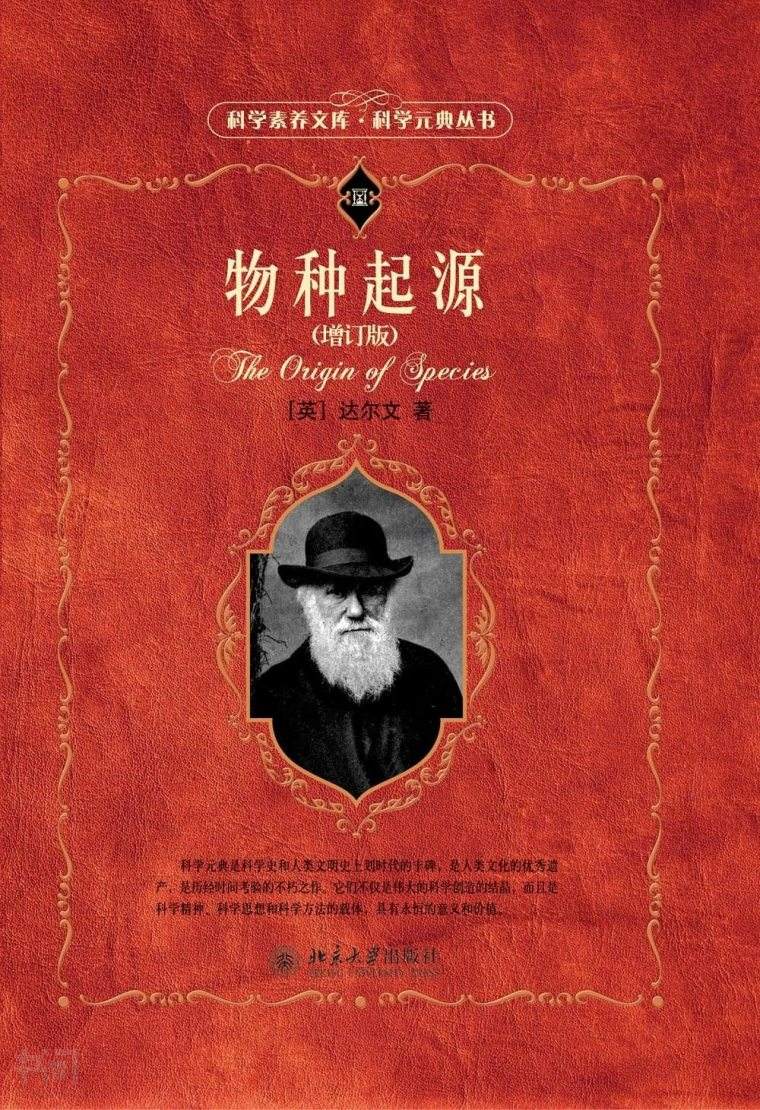 科学素养文库·科学元典丛书
物种起源
(增订版)
The Origin of Species
[英] 达尔文 著
科学元典是科学史和人类文明史上划时代的丰碑，是人类文化的优秀遗
产，是历经时间考验的不朽之作。它们不仅是伟大的科学创造的结晶，而且是
科学精神、科学思想和科学方法的载体，具有永恒的意义和价值。
北京大学出版社
PEKING UNIVERSITY PRESS